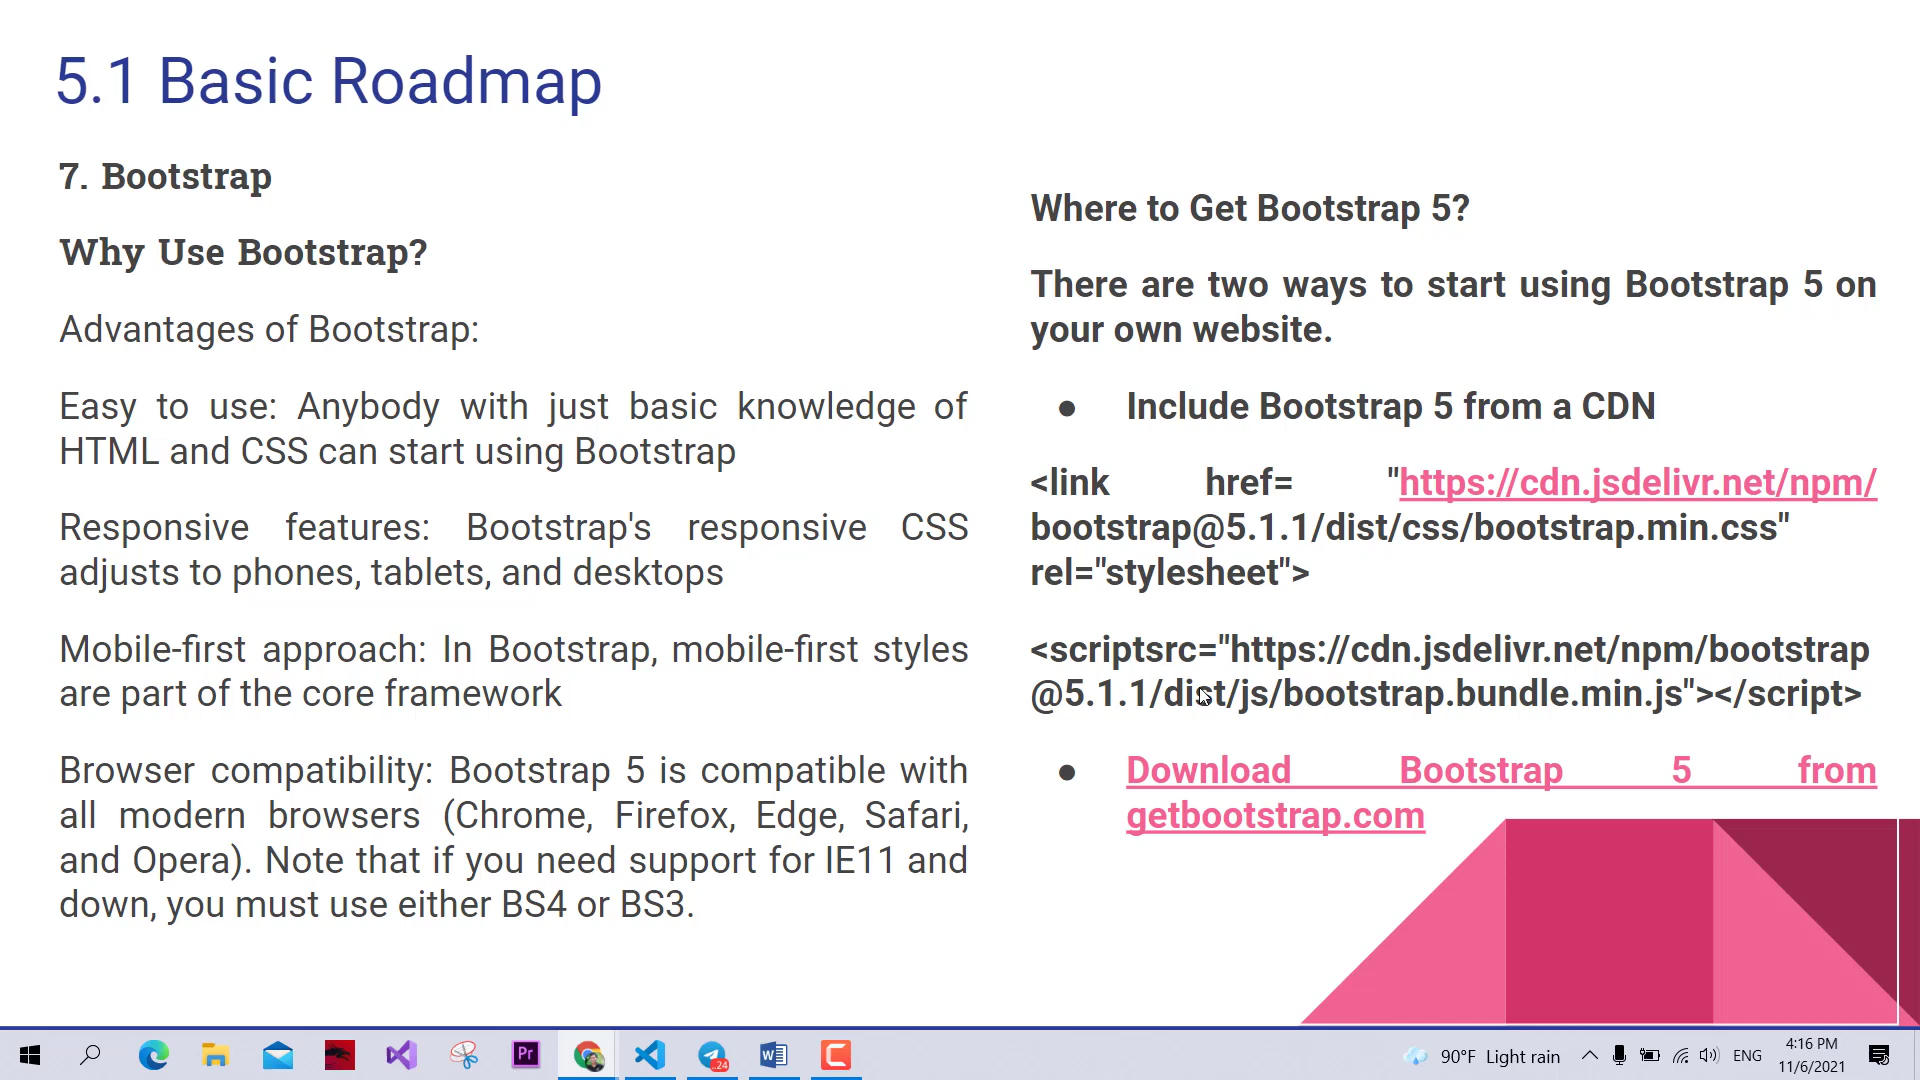 5.1 Basic Roadmap
7. Bootstrap
Why Use Bootstrap?
Advantages of Bootstrap:
Easy to use: Anybody with just basic knowledge of
HTML and CSS can start using Bootstrap
Responsive features: Bootstrap's responsive CSS
adjusts to phones, tablets, and desktops
Mobile-first approach: In Bootstrap, mobile-first styles
are part of the core framework
Browser compatibility: Bootstrap 5 is compatible with
all modern browsers (Chrome, Firefox, Edge, Safari,
and Opera). Note that if you need support for IE11 and
down, you must use either BS4 or BS3.
Where to Get Bootstrap 5?
There are two ways to start using Bootstrap 5 on
your own website.
● Include Bootstrap 5 from a CDN
<link href= "https://cdn.jsdelivr.net/npm/
bootstrap@5.1.1/dist/css/bootstrap.min.css"
rel="stylesheet">
<scriptsrc="https://cdn.jsdelivr.net/npm/bootstrap
@5.1.1/dist/js/bootstrap.bundle.min.js"></script>
● Download Bootstrap 5 from
getbootstrap.com
Pr
..24
90°F Light rain
ENG
4:16 PM
11/6/2021